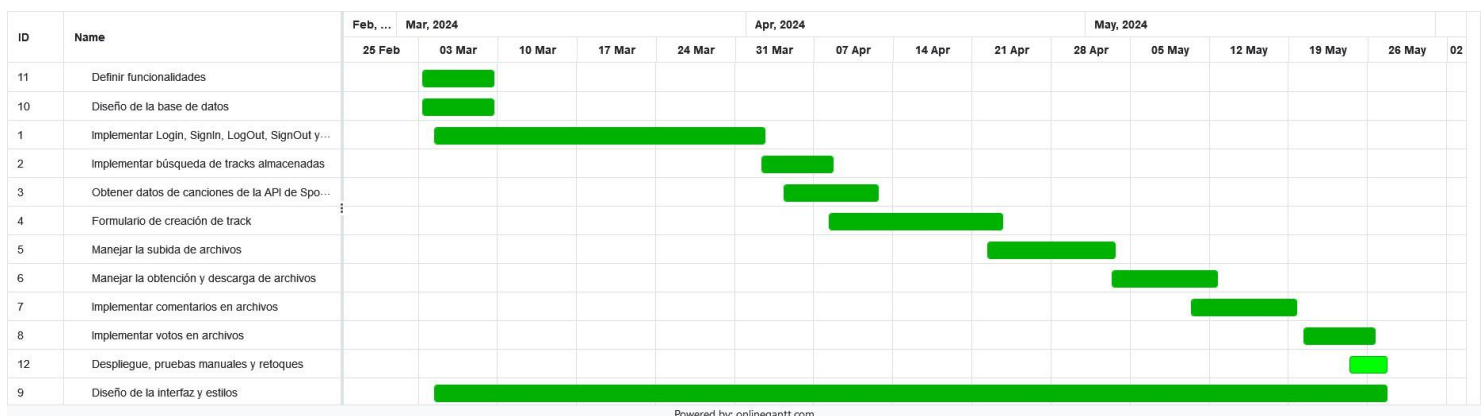 ID Name Feb, ... Mar, 2024 Apr, 2024 May, 2024
25 Feb 03 Mar 10 Mar 17 Mar 24 Mar 31 Mar 07 Apr 14 Apr 21 Apr 28 Apr 05 May 12 May 19 May 26 May 02
11 Definir funcionalidades
10 Diseño de la base de datos
1 Implementar Login, SignIn, LogOut, SignOut y...
2 Implementar búsqueda de tracks almacenadas
3 Obtener datos de canciones de la API de Spo...
4 Formulario de creación de track
5 Manejar la subida de archivos
6 Manejar la obtención y descarga de archivos
7 Implementar comentarios en archivos
8 Implementar votos en archivos
12 Despliegue, pruebas manuales y retoques
9 Diseño de la interfaz y estilos
Powered by: onlinegantt.com